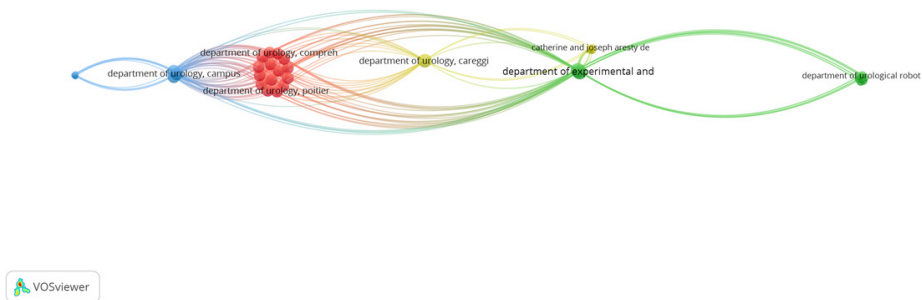 department of urology, compreh
department of urology, campus
department of urology, poitier
department of urology, careggi
catherine and joseph aresty de
department of experimental and
department of urological robot
VOSviewer